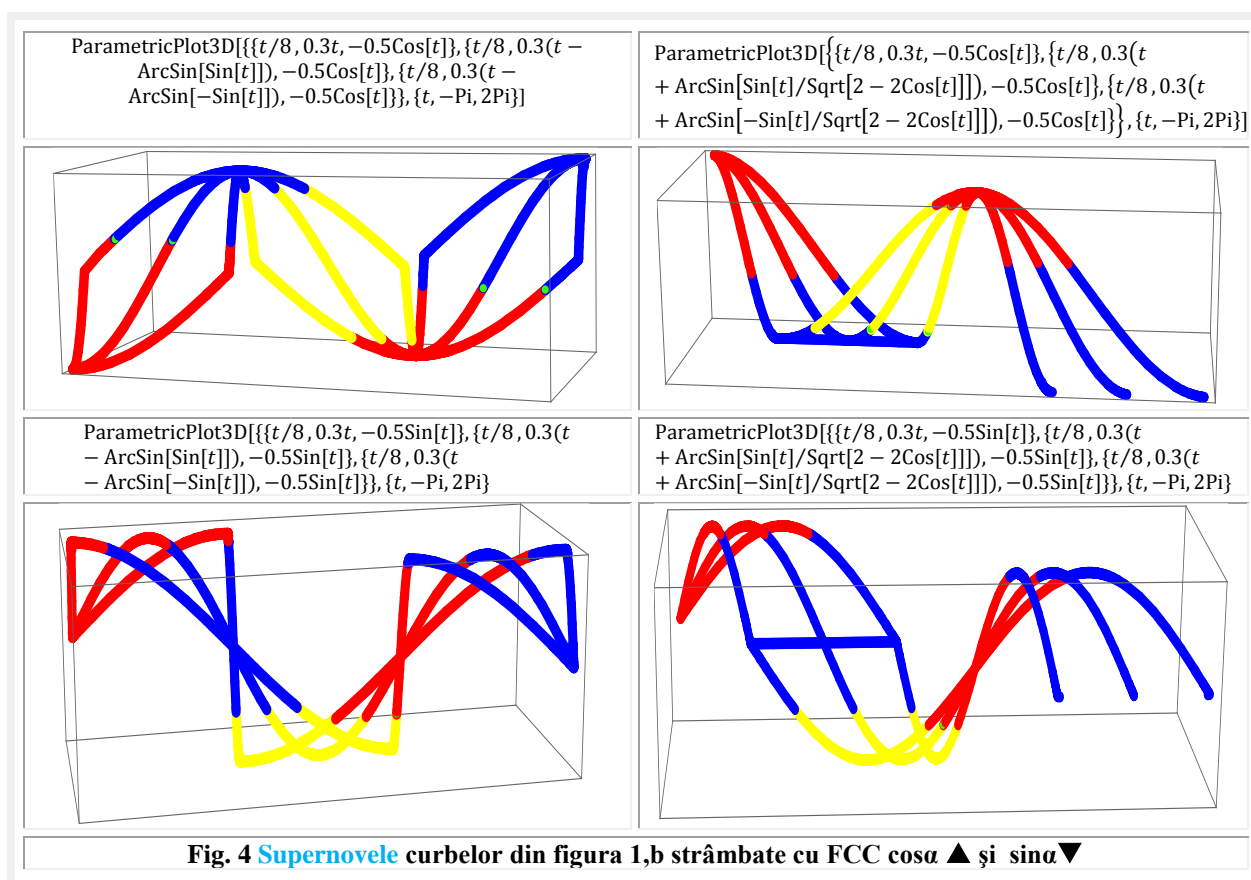 ParametricPlot3D[{{𝑡/8, 0.3𝑡, −0.5Cos[𝑡]}, {𝑡/8, 0.3(𝑡 −
ArcSin[Sin[𝑡]]), −0.5Cos[𝑡]}, {𝑡/8, 0.3(𝑡 −
ArcSin[−Sin[𝑡]]), −0.5Cos[𝑡]}}, {𝑡, −Pi, 2Pi}]
ParametricPlot3D[{{𝑡/8, 0.3𝑡, −0.5Cos[𝑡]}, {𝑡/8, 0.3(𝑡
+ ArcSin[Sin[𝑡]/Sqrt[2 − 2Cos[𝑡]]]), −0.5Cos[𝑡]}, {𝑡/8, 0.3(𝑡
+ ArcSin[−Sin[𝑡]/Sqrt[2 − 2Cos[𝑡]]]), −0.5Cos[𝑡]}}, {𝑡, −Pi, 2Pi}]
ParametricPlot3D[{{𝑡/8, 0.3𝑡, −0.5Sin[𝑡]}, {𝑡/8, 0.3(𝑡
− ArcSin[Sin[𝑡]]), −0.5Sin[𝑡]}, {𝑡/8, 0.3(𝑡
− ArcSin[−Sin[𝑡]]), −0.5Sin[𝑡]}}, {𝑡, −Pi, 2Pi}
ParametricPlot3D[{{𝑡/8, 0.3𝑡, −0.5Sin[𝑡]}, {𝑡/8, 0.3(𝑡
+ ArcSin[Sin[𝑡]/Sqrt[2 − 2Cos[𝑡]]]), −0.5Sin[𝑡]}, {𝑡/8, 0.3(𝑡
+ ArcSin[−Sin[𝑡]/Sqrt[2 − 2Cos[𝑡]]]), −0.5Sin[𝑡]}}, {𝑡, −Pi, 2Pi}
Fig. 4 Supernovele curbelor din figura 1,b strâmbate cu FCC cosα ▲ şi sinα▼